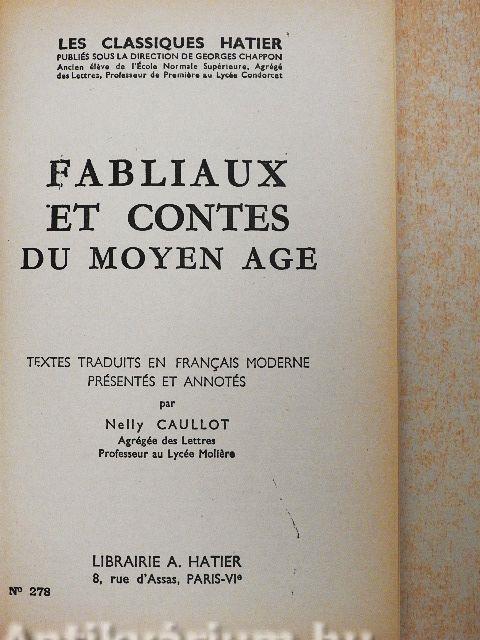 LES CLASSIQUES HATIER
PUBLIÉS SOUS LA DIRECTION DE GEORGES CHAPPON
Ancien élève de l'École Normale Supérieure, Agrégé
des Lettres, Professeur de Première au Lycée Condorcet
FABLIAUX
ET CONTES
DU MOYEN AGE
TEXTES TRADUITS EN FRANÇAIS MODERNE
PRÉSENTÉS ET ANNOTÉS
par
Nelly CAULLOT
Agrégée des Lettres
Professeur au Lycée Molière
LIBRAIRIE A. HATIER
8, rue d'Assas, PARIS-VIe
Nº 278
Antikvárium.hu